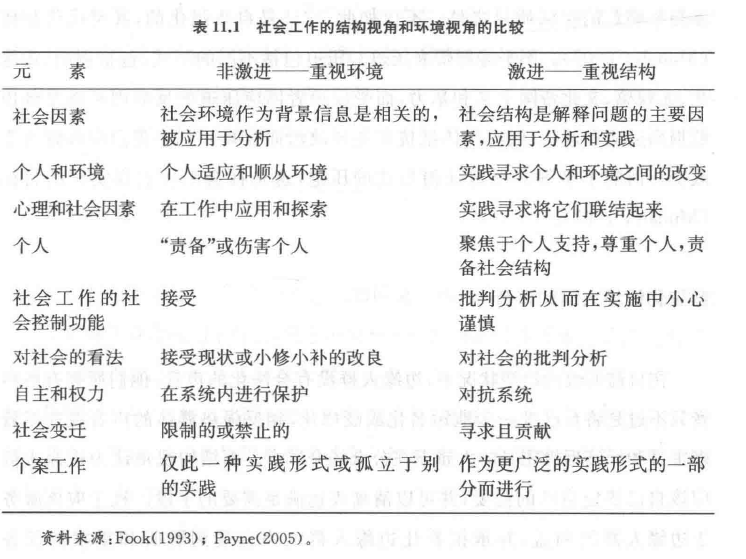 表 11.1 社会工作的结构视角和环境视角的比较
元 素 非激进——重视环境 激进——重视结构
社会因素 社会环境作为背景信息是相关的, 社会结构是解释问题的主要因
被应用于分析 素,应用于分析和实践
个人和环境 个人适应和顺从环境 实践寻求个人和环境之间的改变
心理和社会因素 在工作中应用和探索 实践寻求将它们联结起来
个人 “责备”或伤害个人 聚焦于个人支持,尊重个人,责
备社会结构
社会工作的社 接受 批判分析从而在实施中小心
会控制功能 谨慎
对社会的看法 接受现状或小修小补的改良 对社会的批判分析
自主和权力 在系统内进行保护 对抗系统
社会变迁 限制的或禁止的 寻求且贡献
个案工作 仅此一种实践形式或孤立于别 作为更广泛的实践形式的一部
的实践 分而进行
资料来源:Fook(1993);Payne(2005)。